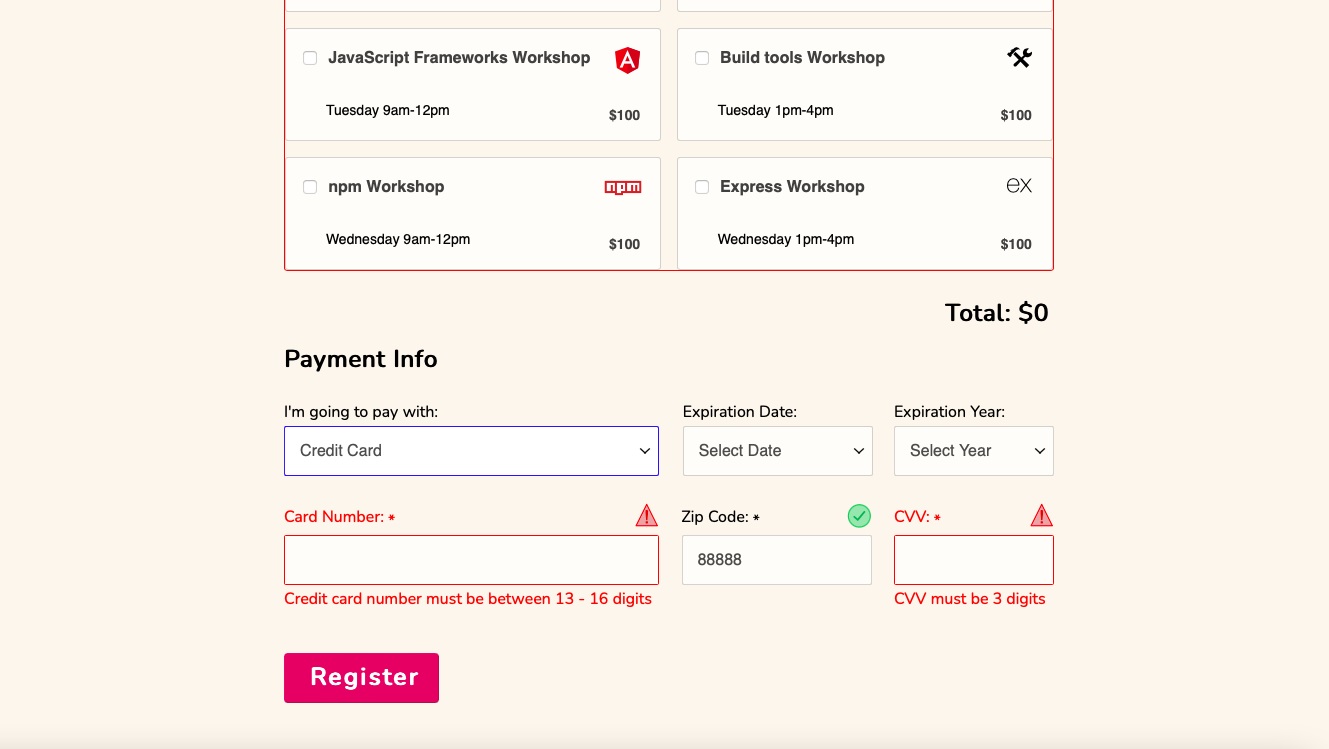 JavaScript Frameworks Workshop
A
Tuesday 9am-12pm
$100
Build tools Workshop
Tuesday 1pm-4pm
$100
npm Workshop
npm
Wednesday 9am-12pm
$100
Express Workshop
ex
Wednesday 1pm-4pm
$100
Total: $0
Payment Info
I'm going to pay with:
Credit Card
Expiration Date:
Select Date
Expiration Year:
Select Year
Card Number: *
Credit card number must be between 13 - 16 digits
Zip Code: *
88888
CVV: *
CVV must be 3 digits
Register